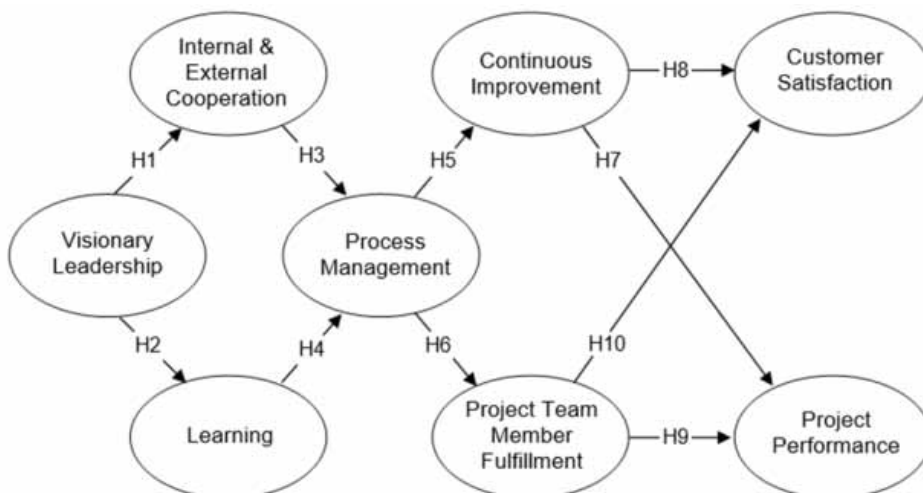 Internal &
External
Cooperation
Continuous
Improvement
H8
Customer
Satisfaction
H1
H3
H5
H7
Visionary
Leadership
Process
Management
H2
H4
H6
H10
Learning
Project Team
Member
Fulfillment
H9
Project
Performance